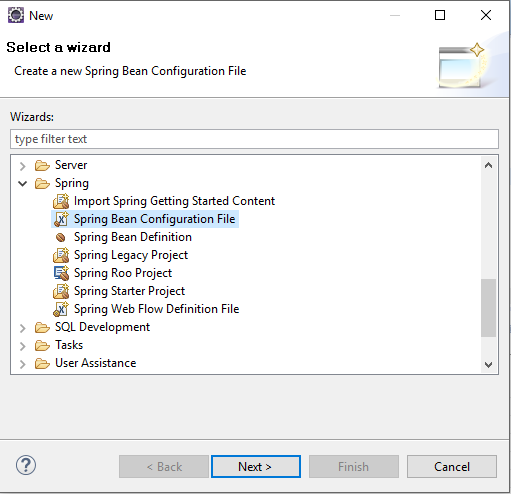 New
Select a wizard
Create a new Spring Bean Configuration File
Wizards:
type filter text
Server
Spring
Import Spring Getting Started Content
Spring Bean Configuration File
Spring Bean Definition
Spring Legacy Project
Spring Roo Project
Spring Starter Project
Spring Web Flow Definition File
SQL Development
Tasks
User Assistance
? < Back Next > Finish Cancel